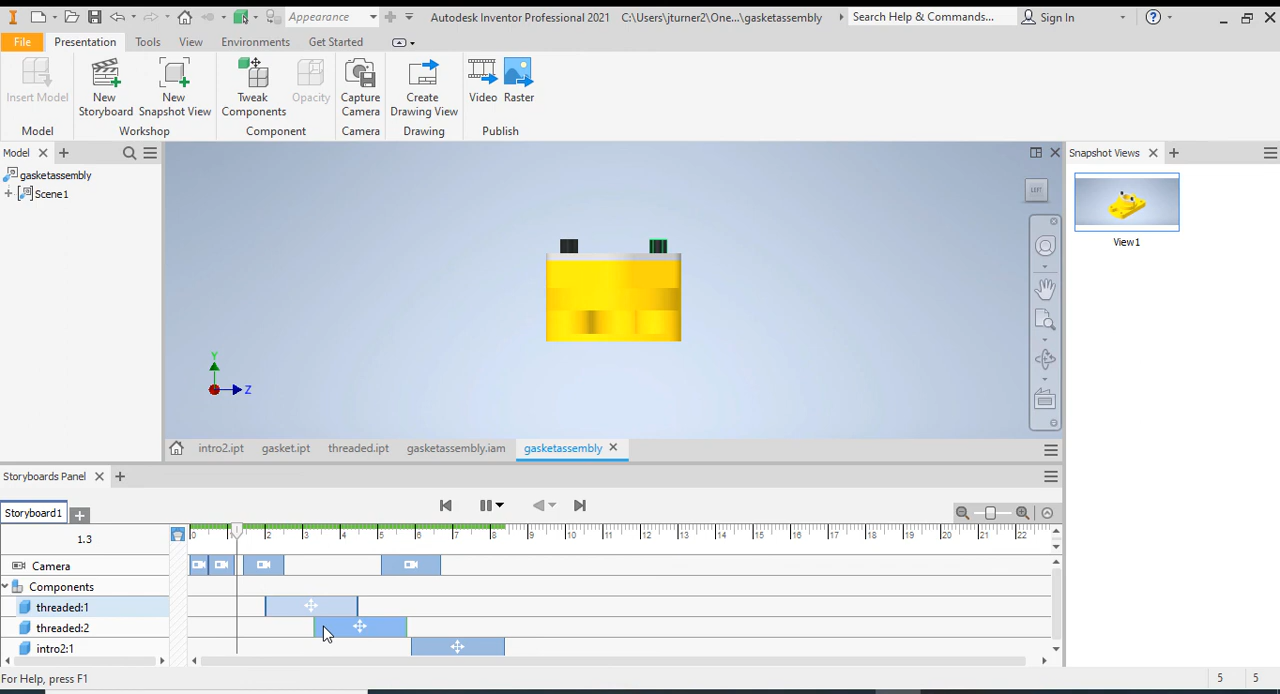 Appearance
Autodesk Inventor Professional 2021 C:\Users\jturner2\One...\gasketassembly
Search Help & Commands...
Sign In
File Presentation Tools View Environments Get Started
Insert Model
New Storyboard
New Snapshot View
Tweak Components
Opacity
Capture Camera
Create Drawing View
Video
Raster
Model Workshop Component Camera Drawing Publish
Model
gasketassembly
Scene1
LEFT
Snapshot Views
View1
Y
Z
intro2.ipt gasket.ipt threaded.ipt gasketassembly.iam gasketassembly
Storyboards Panel
Storyboard1
1.3
0 1 2 3 4 5 6 7 8 9 10 11 12 13 14 15 16 17 18 19 20 21 22
Camera
Components
threaded:1
threaded:2
intro2:1
For Help, press F1
5 5